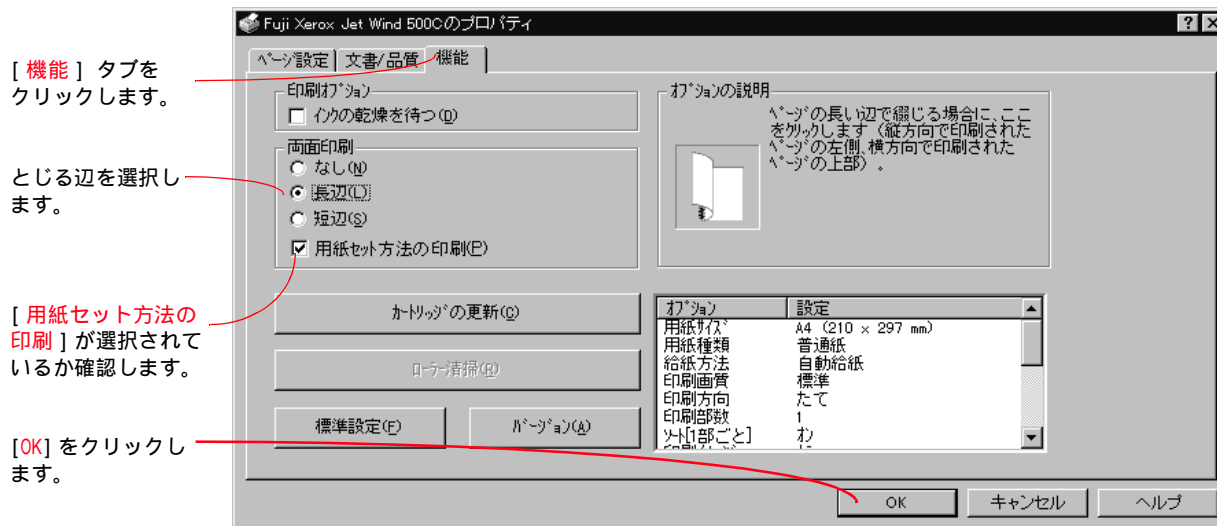 Fuji Xerox Jet Wind 500Cのプロパティ
ﾍﾟｰｼﾞ設定
文書/品質
機能
[ 機能 ] タブを
クリックします。
印刷ｵﾌﾟｼｮﾝ
ｲﾝｸの乾燥を待つ(D)
両面印刷
なし(N)
長辺(L)
短辺(S)
用紙ｾｯﾄ方法の印刷(P)
とじる辺を選択し
ます。
ｵﾌﾟｼｮﾝの説明
ﾍﾟｰｼﾞの長い辺で綴じる場合に、ここ
をｸﾘｯｸします（縦方向で印刷された
ﾍﾟｰｼﾞの左側、横方向で印刷された
ﾍﾟｰｼﾞの上部）。
[ 用紙セット方法の
印刷 ] が選択されて
いるか確認します。
ｶｰﾄﾘｯｼﾞの更新(C)
ﾛｰﾗｰ清掃(R)
標準設定(F)
ﾊﾞｰｼﾞｮﾝ(A)
ｵﾌﾟｼｮﾝ 設定
用紙ｻｲｽﾞ A4 (210 × 297 mm)
用紙種類 普通紙
給紙方法 自動給紙
印刷画質 標準
印刷方向 たて
印刷部数 1
ｿｰﾄ[1部ごと] ｵﾝ
[OK] をクリックし
ます。
OK
キャンセル
ヘルプ